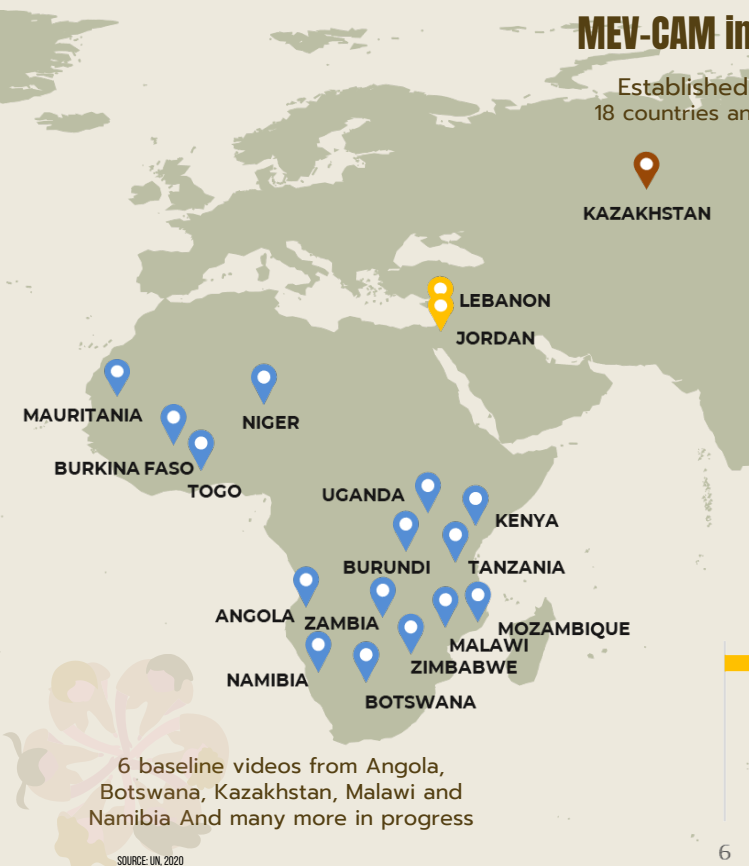 MEV-CAM in
Established
18 countries an
KAZAKHSTAN
LEBANON
JORDAN
MAURITANIA
NIGER
BURKINA FASO
TOGO
UGANDA
KENYA
BURUNDI
TANZANIA
ANGOLA
ZAMBIA
MOZAMBIQUE
MALAWI
ZIMBABWE
NAMIBIA
BOTSWANA
6 baseline videos from Angola,
Botswana, Kazakhstan, Malawi and
Namibia And many more in progress
SOURCE: UN, 2020
6